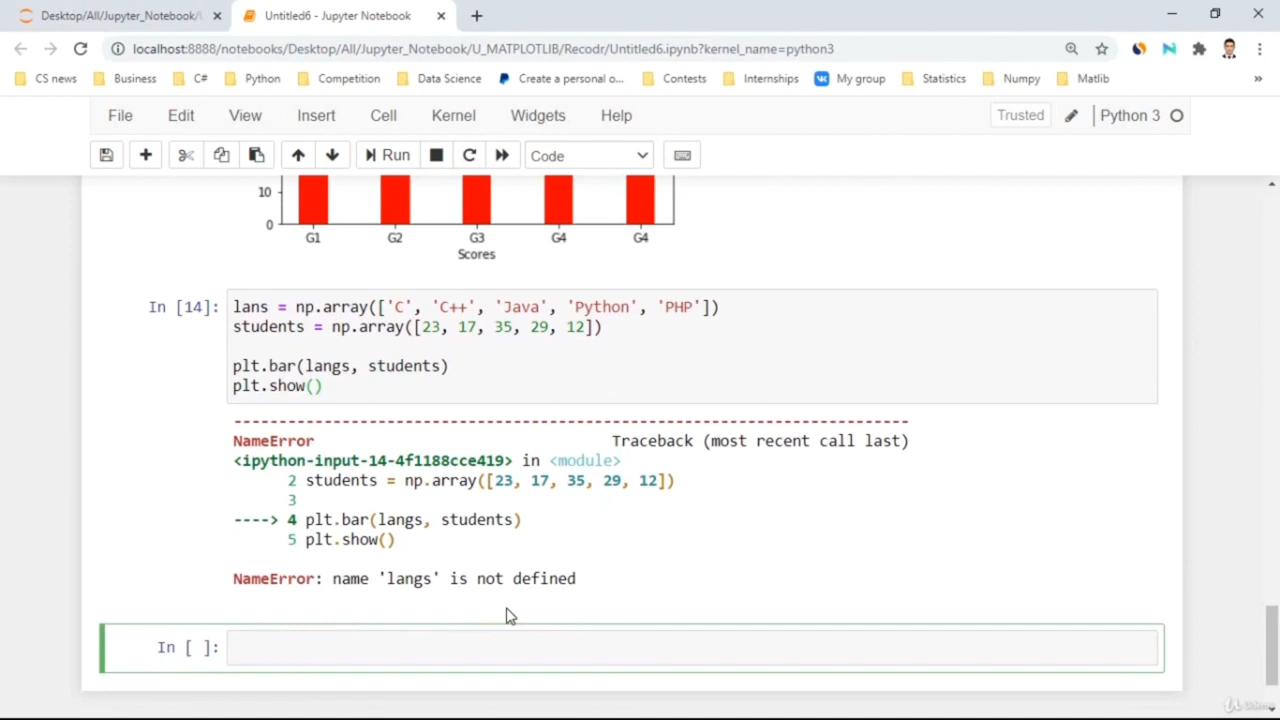 Desktop/All/Jupyter_Notebook/U
Untitled6 - Jupyter Notebook
localhost:8888/notebooks/Desktop/All/Jupyter_Notebook/U_MATPLOTLIB/Recodr/Untitled6.ipynb?kernel_name=python3
CS news Business C# Python Competition Data Science Create a personal o... Contests Internships My group Statistics Numpy Matlib »
File Edit View Insert Cell Kernel Widgets Help Trusted Python 3
Run Code
10
0
G1 G2 G3 G4 G4
Scores
In [14]: lans = np.array(['C', 'C++', 'Java', 'Python', 'PHP'])
students = np.array([23, 17, 35, 29, 12])
plt.bar(langs, students)
plt.show()
---------------------------------------------------------------------------
NameError Traceback (most recent call last)
<ipython-input-14-4f1188cce419> in <module>
2 students = np.array([23, 17, 35, 29, 12])
3
----> 4 plt.bar(langs, students)
5 plt.show()
NameError: name 'langs' is not defined
In [ ]:
Udemy